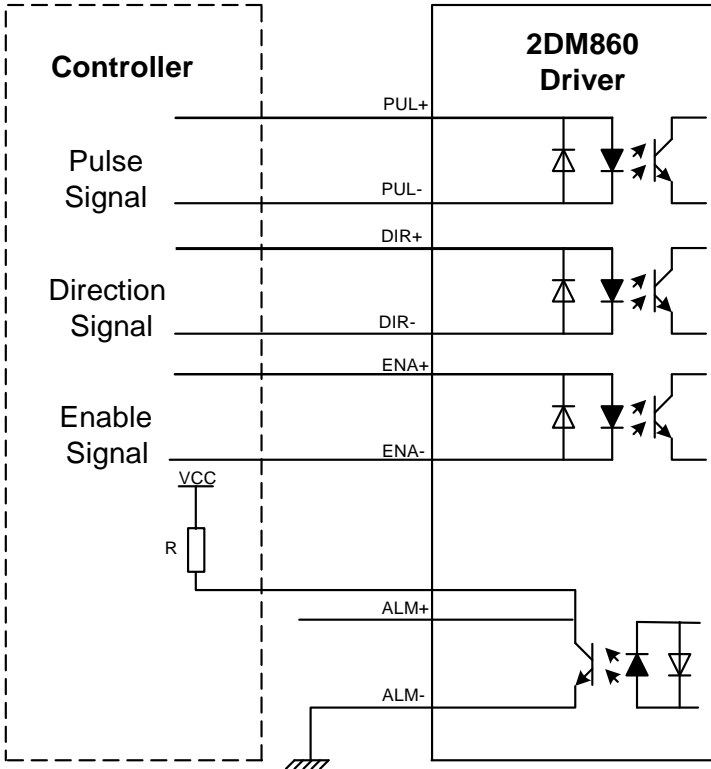 Controller
2DM860
Driver
PUL+
Pulse
Signal
PUL-
DIR+
Direction
Signal
DIR-
ENA+
Enable
Signal
ENA-
VCC
R
ALM+
ALM-